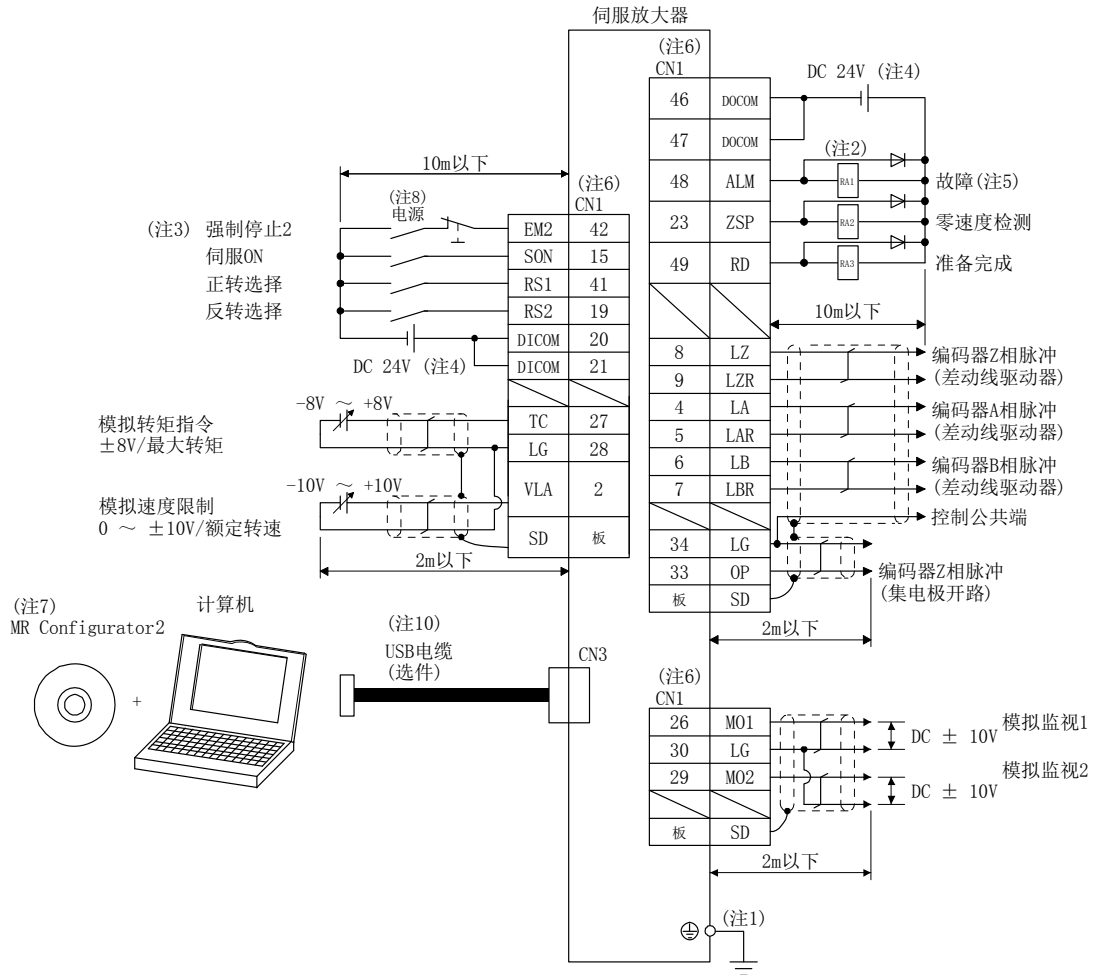 伺服放大器
(注6)
CN1
46 DOCOM
47 DOCOM
48 ALM
23 ZSP
49 RD
DC 24V (注4)
(注2)
RA1
故障(注5)
RA2
零速度检测
RA3
准备完成
10m以下
10m以下
(注8)
电源
(注6)
CN1
(注3) 强制停止2
EM2 42
伺服ON
SON 15
正转选择
RS1 41
反转选择
RS2 19
DICOM 20
DC 24V (注4)
DICOM 21
-8V ～ +8V
模拟转矩指令
±8V/最大转矩
TC 27
LG 28
-10V ～ +10V
模拟速度限制
0 ～ ±10V/额定转速
VLA 2
SD 板
2m以下
8 LZ
9 LZR
编码器Z相脉冲
(差动线驱动器)
4 LA
5 LAR
编码器A相脉冲
(差动线驱动器)
6 LB
7 LBR
编码器B相脉冲
(差动线驱动器)
控制公共端
34 LG
33 OP
编码器Z相脉冲
(集电极开路)
板 SD
2m以下
(注7)
MR Configurator2
+
计算机
(注10)
USB电缆
(选件)
CN3
(注6)
CN1
26 MO1
30 LG
29 MO2
板 SD
模拟监视1
DC ± 10V
模拟监视2
DC ± 10V
2m以下
(注1)